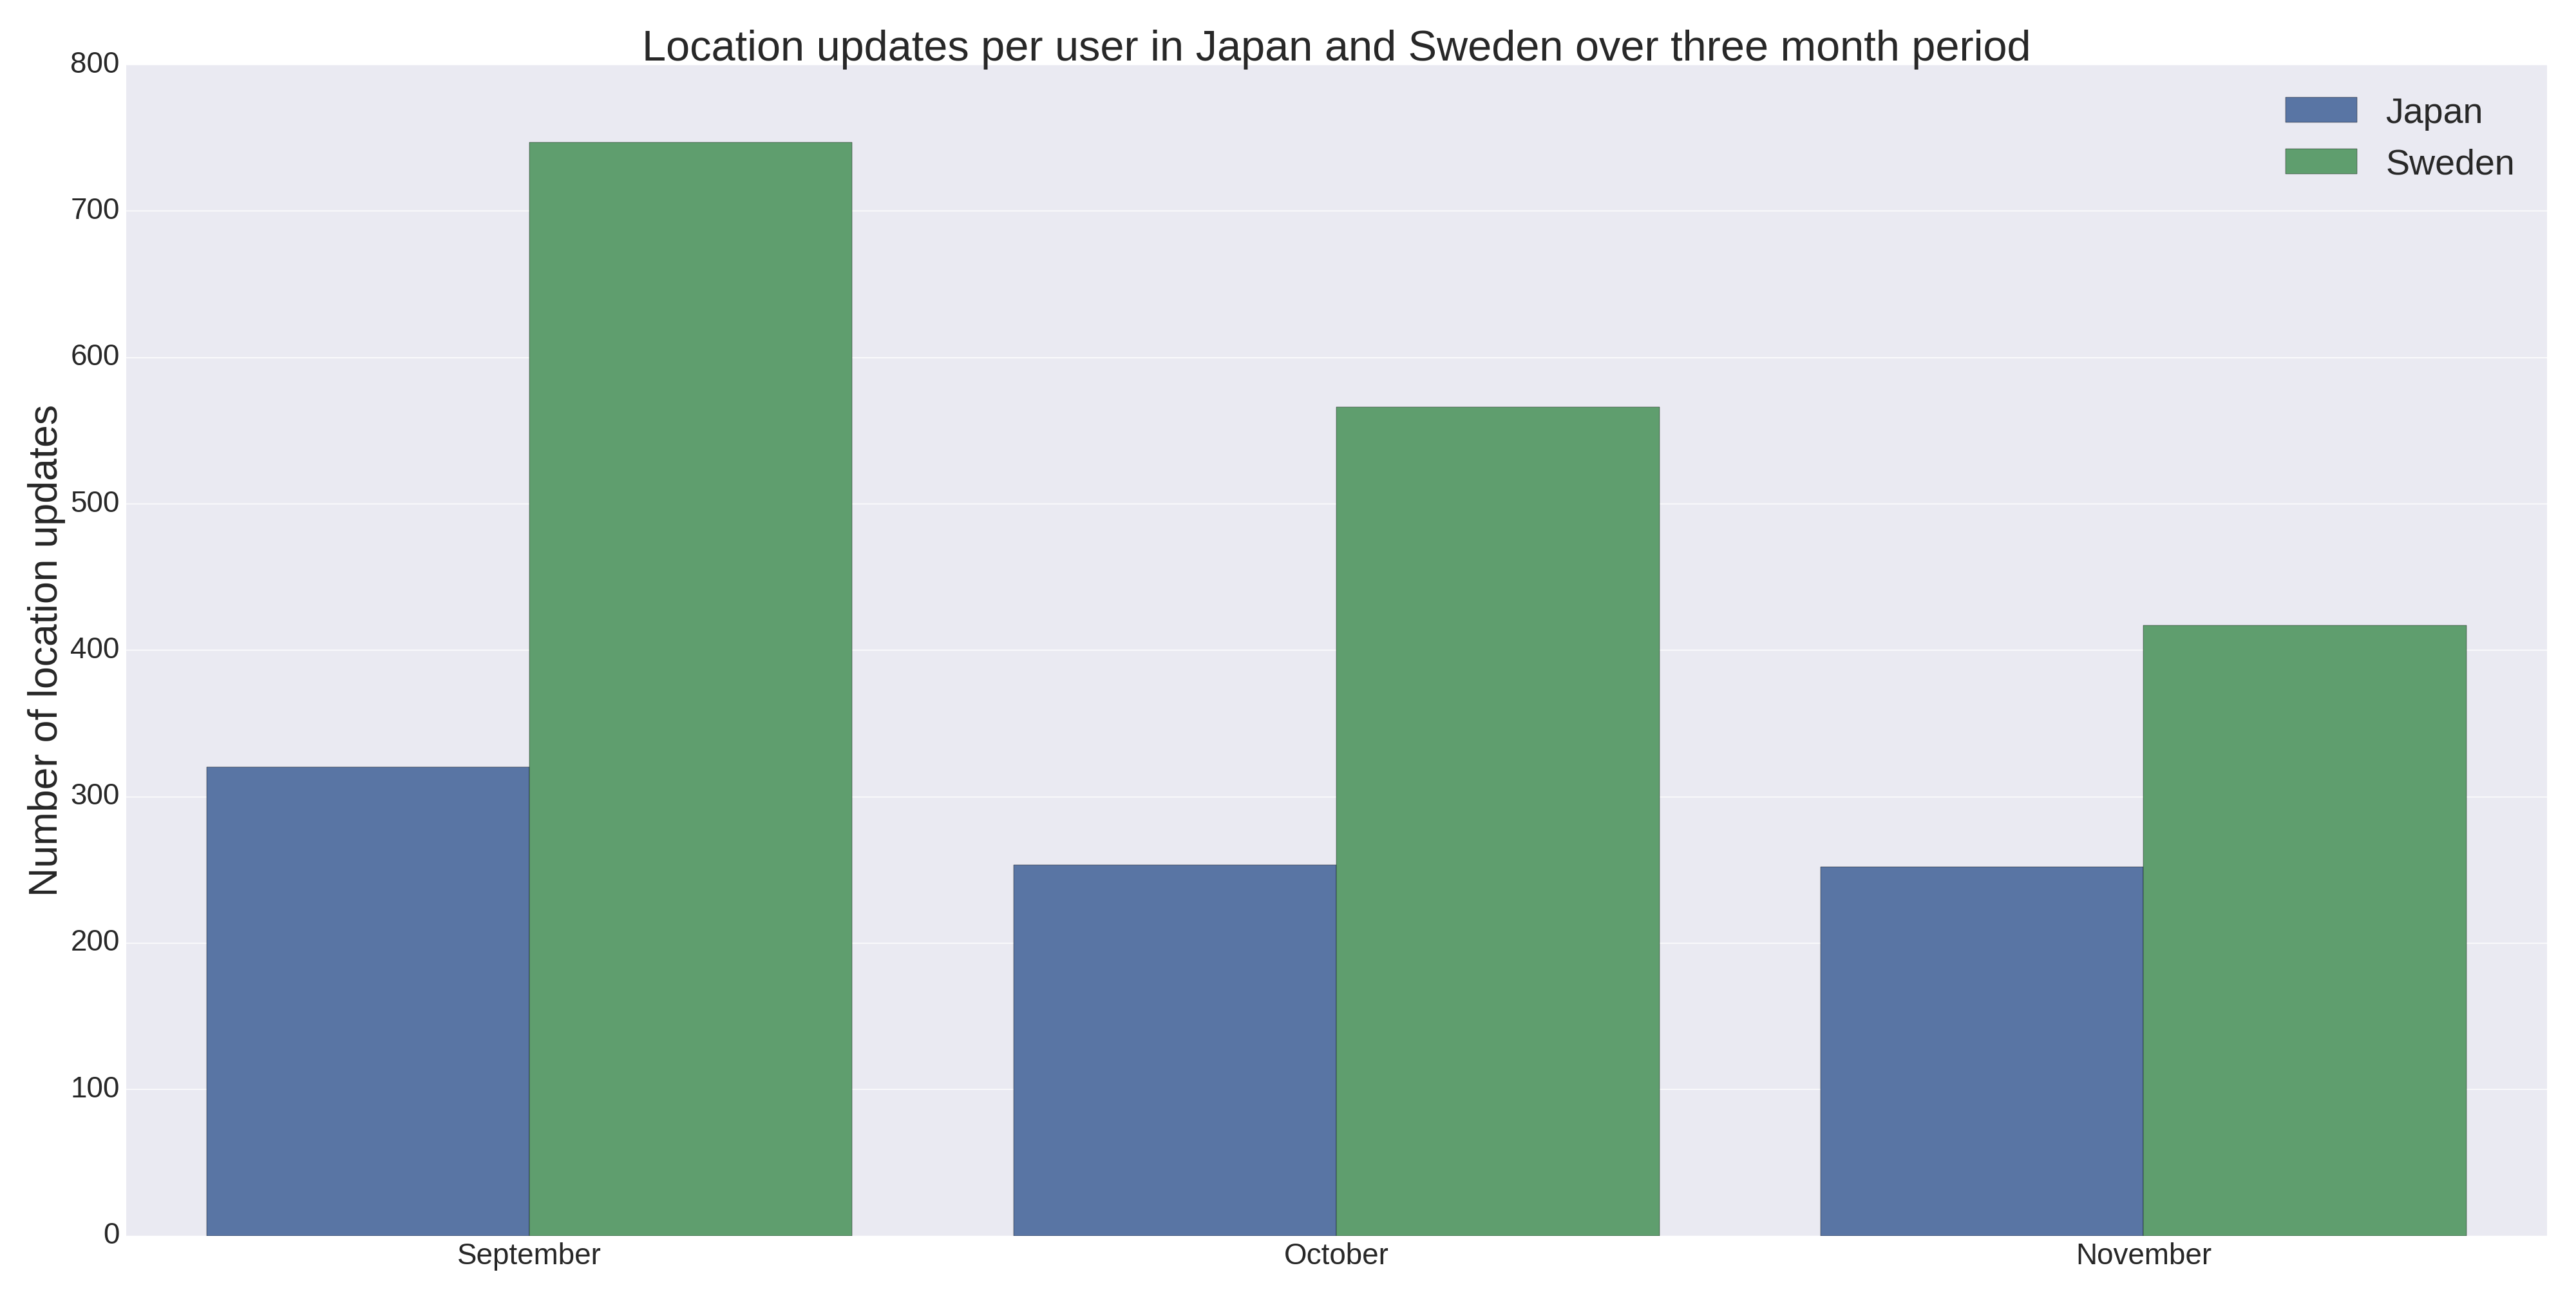 Location updates per user in Japan and Sweden over three month period
Japan
Sweden
Number of location updates
800
700
600
500
400
300
200
100
0
September
October
November